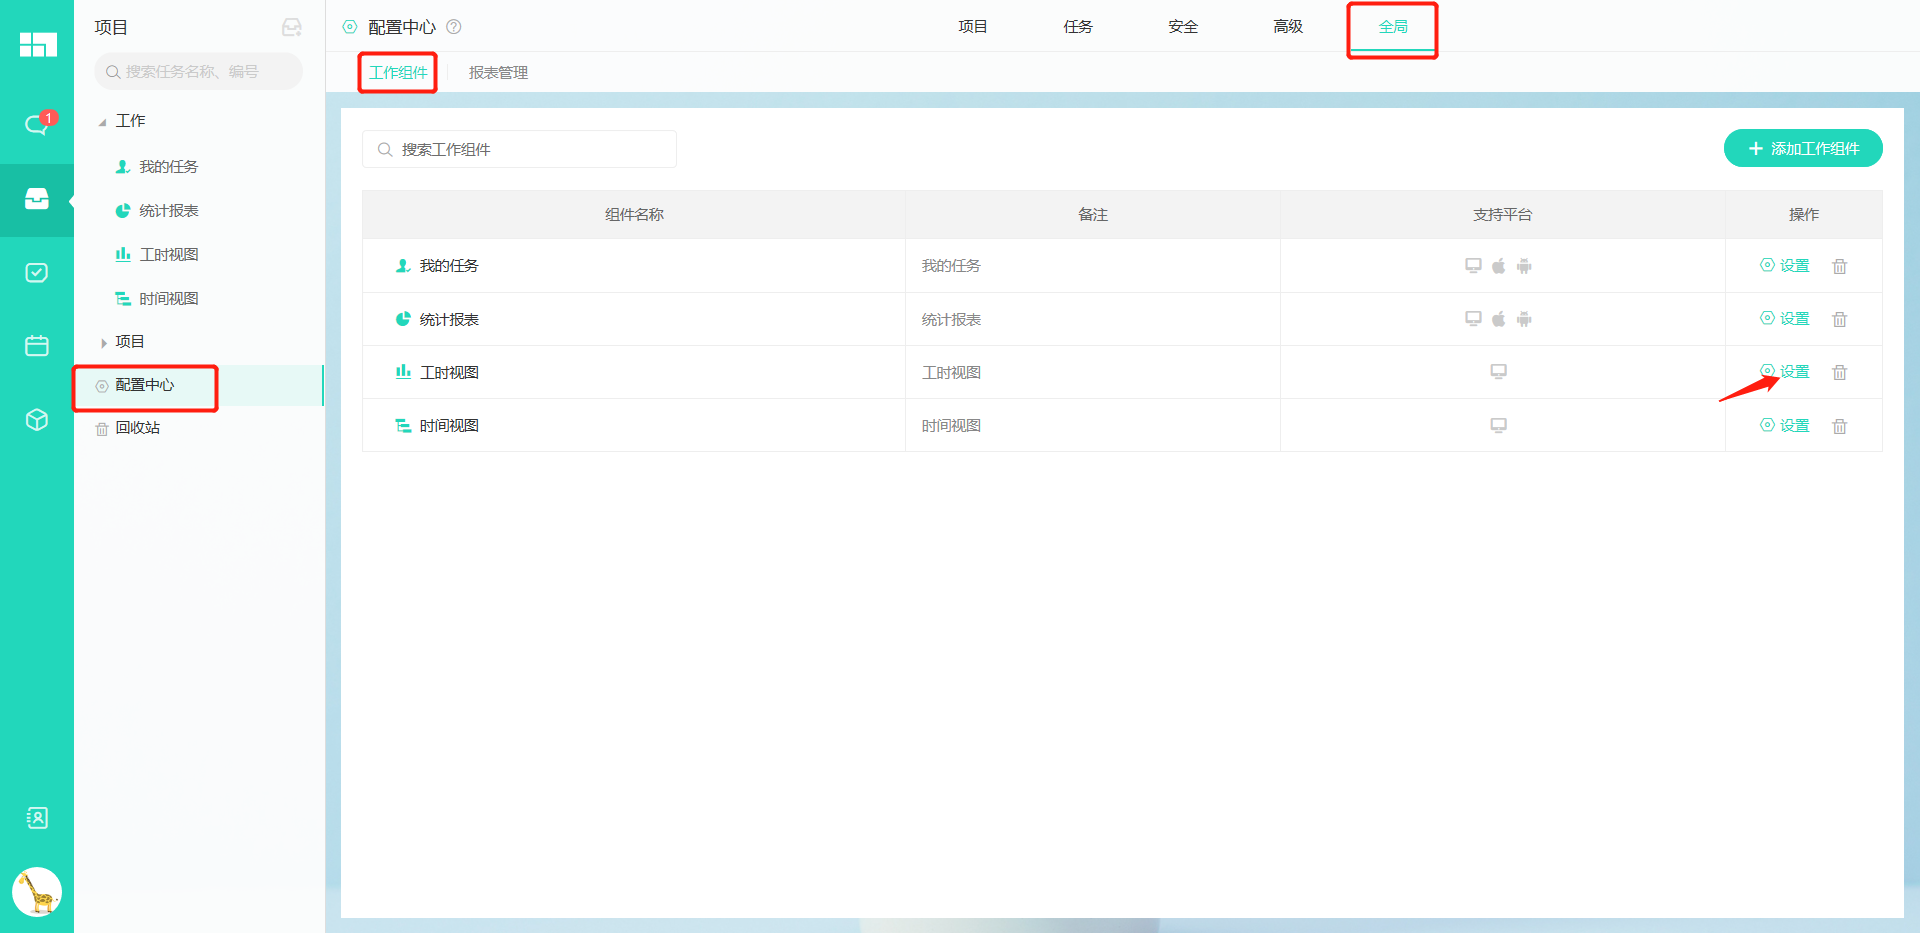 项目
搜索任务名称、编号
1
工作
我的任务
统计报表
工时视图
时间视图
项目
配置中心
回收站
配置中心 ?
项目 任务 安全 高级 全局
工作组件 报表管理
搜索工作组件
+ 添加工作组件
组件名称 备注 支持平台 操作
我的任务 我的任务 设置
统计报表 统计报表 设置
工时视图 工时视图 设置
时间视图 时间视图 设置